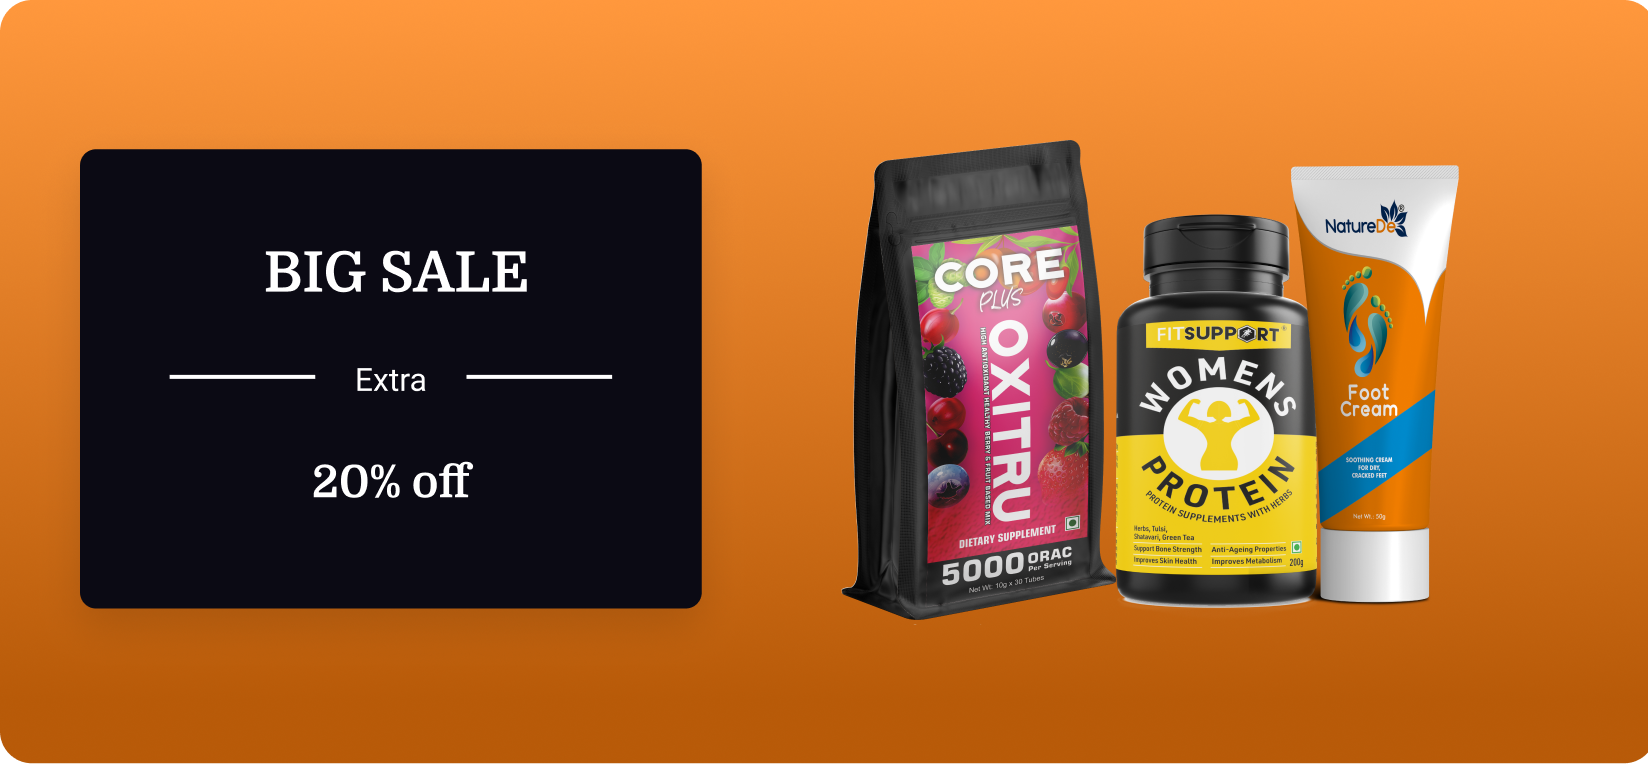 BIG SALE
Extra
20% off
CORE
PLUS
OXITRU
HIGH ANTIOXIDANT HEALTHY BERRY & FRUIT BASED MIX
DIETARY SUPPLEMENT
5000 ORAC
Per Serving
Net Wt: 10g x 30 Tubes
FITSUPPORT®
WOMENS
PROTEIN
PROTEIN SUPPLEMENTS WITH HERBS
Herbs, Tulsi,
Shatavari, Green Tea
Support Bone Strength
Anti-Ageing Properties
Improves Skin Health
Improves Metabolism
200g
NatureDe®
Foot
Cream
SOOTHING CREAM
FOR DRY,
CRACKED FEET
Net Wt.: 50g